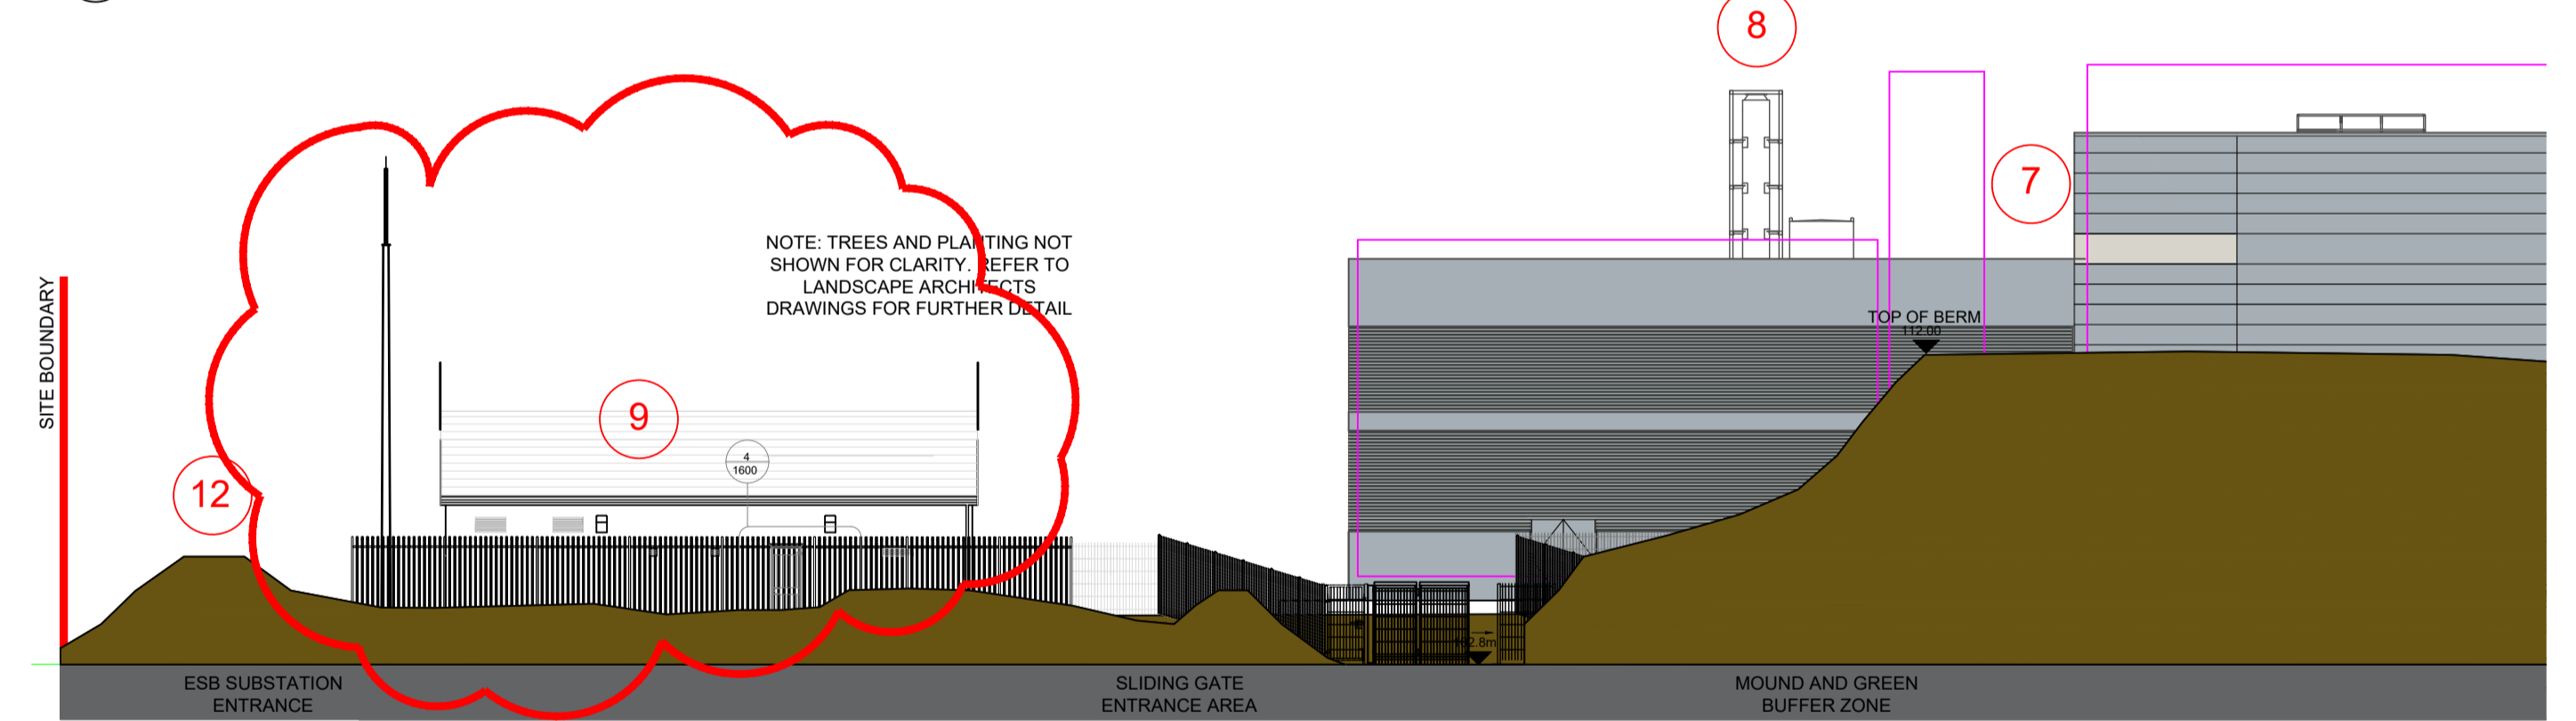 8
7
NOTE: TREES AND PLANTING NOT
SHOWN FOR CLARITY. REFER TO
LANDSCAPE ARCHITECTS
DRAWINGS FOR FURTHER DETAIL
SITE BOUNDARY
TOP OF BERM
112.00
9
4
1600
12
ESB SUBSTATION
ENTRANCE
SLIDING GATE
ENTRANCE AREA
MOUND AND GREEN
BUFFER ZONE